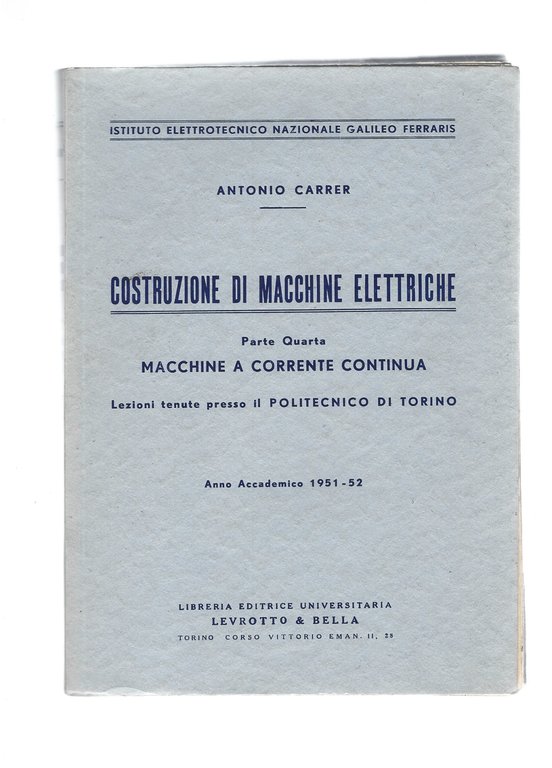 ISTITUTO ELETTROTECNICO NAZIONALE GALILEO FERRARIS
ANTONIO CARRER
COSTRUZIONE DI MACCHINE ELETTRICHE
Parte Quarta
MACCHINE A CORRENTE CONTINUA
Lezioni tenute presso il POLITECNICO DI TORINO
Anno Accademico 1951-52
LIBRERIA EDITRICE UNIVERSITARIA
LEVROTTO & BELLA
TORINO CORSO VITTORIO EMAN. II, 28